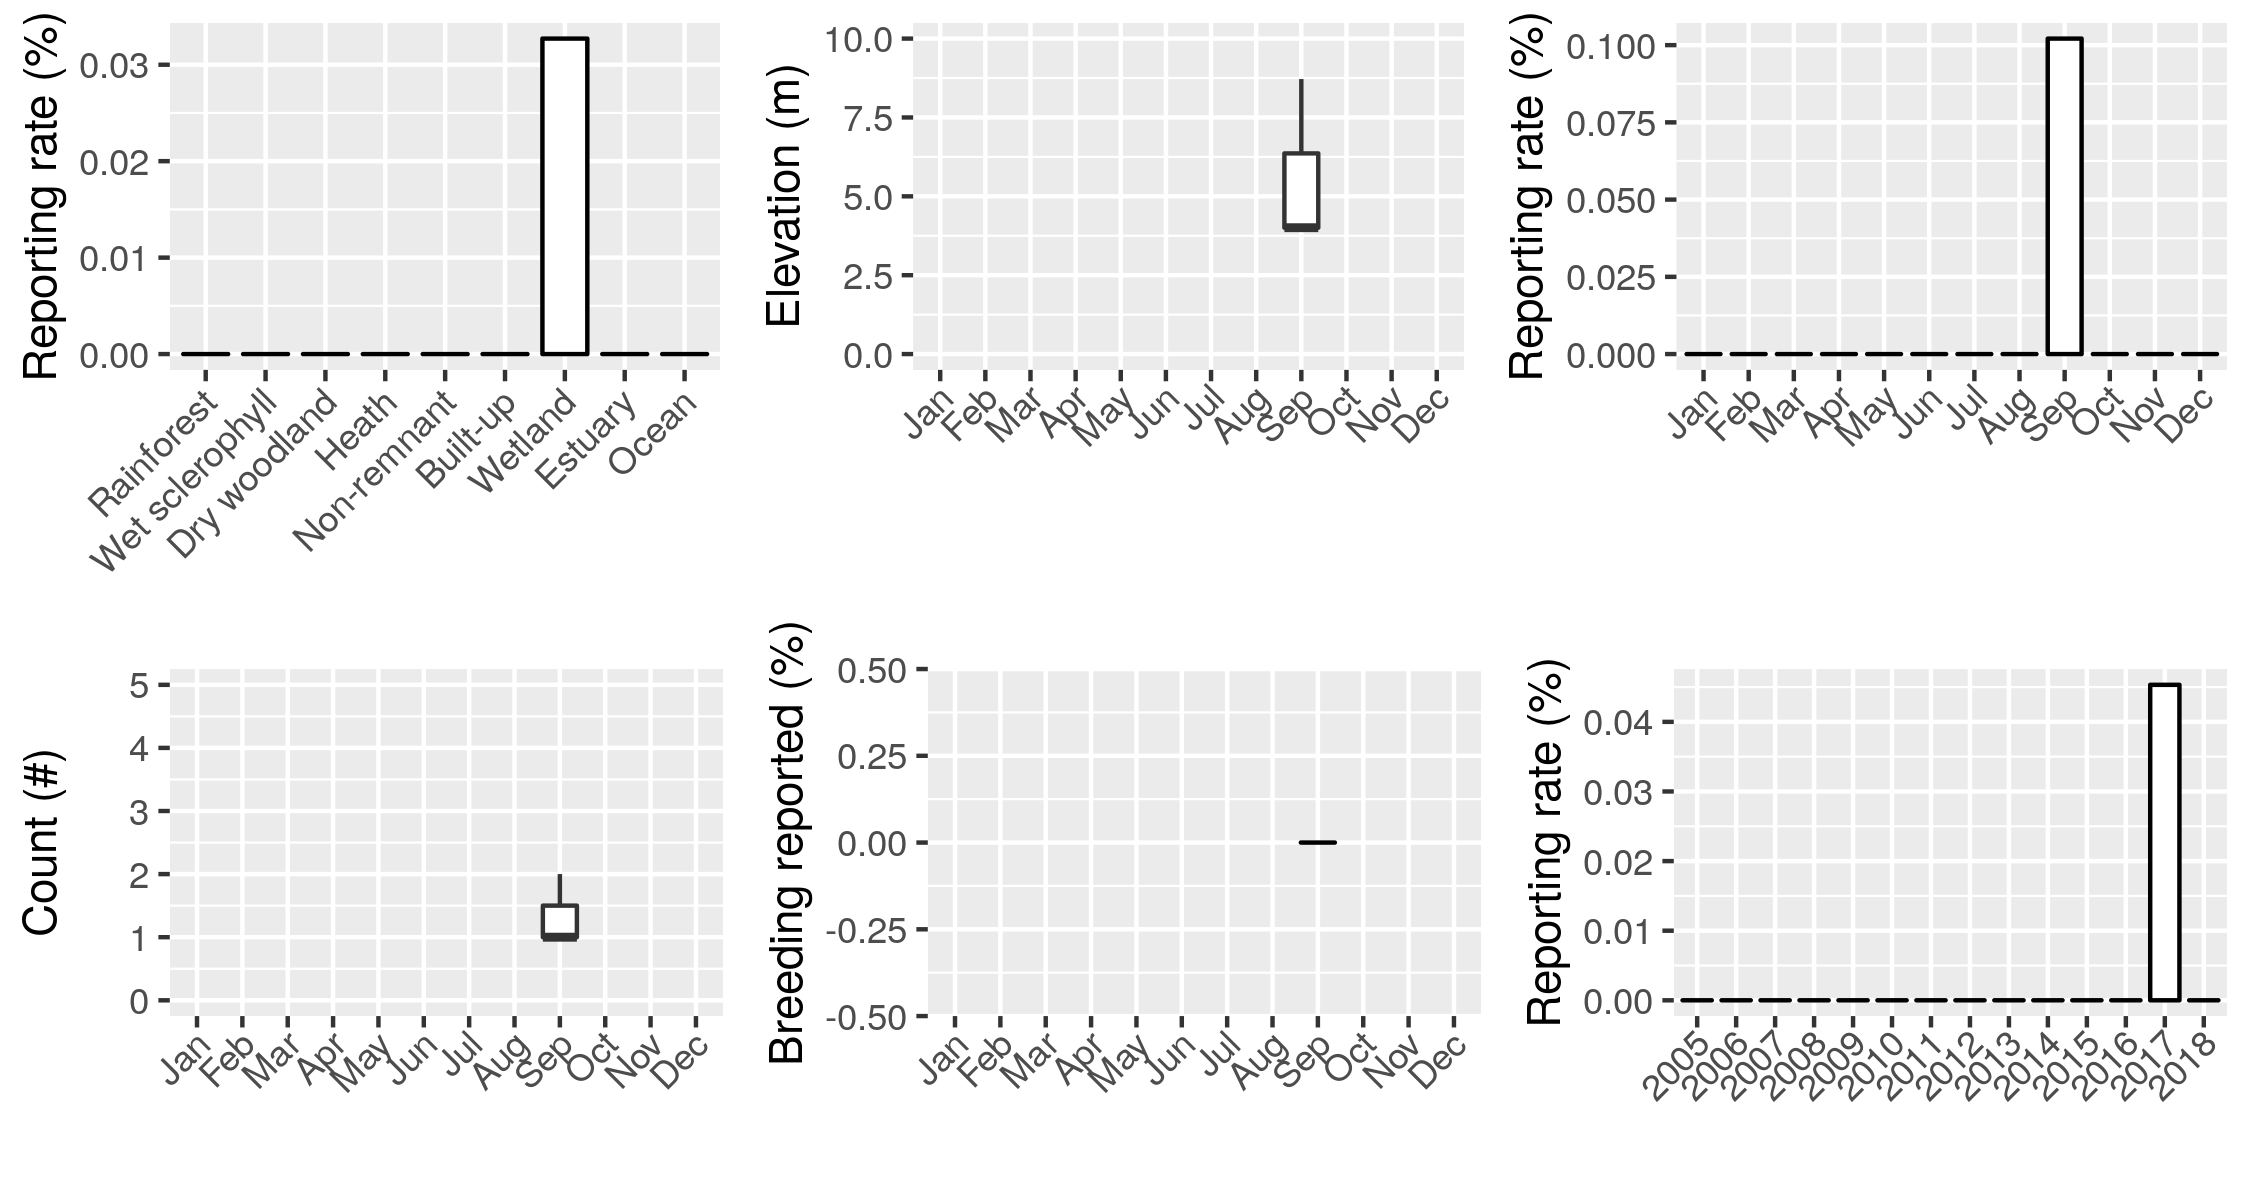 Reporting rate (%)
0.03
0.02
0.01
0.00
Rainforest
Wet sclerophyll
Dry woodland
Heath
Non-remnant
Built-up
Wetland
Estuary
Ocean
Elevation (m)
10.0
7.5
5.0
2.5
0.0
Jan
Feb
Mar
Apr
May
Jun
Jul
Aug
Sep
Oct
Nov
Dec
Reporting rate (%)
0.100
0.075
0.050
0.025
0.000
Jan
Feb
Mar
Apr
May
Jun
Jul
Aug
Sep
Oct
Nov
Dec
Count (#)
5
4
3
2
1
0
Jan
Feb
Mar
Apr
May
Jun
Jul
Aug
Sep
Oct
Nov
Dec
Breeding reported (%)
0.50
0.25
0.00
-0.25
-0.50
Jan
Feb
Mar
Apr
May
Jun
Jul
Aug
Sep
Oct
Nov
Dec
Reporting rate (%)
0.04
0.03
0.02
0.01
0.00
2005
2006
2007
2008
2009
2010
2011
2012
2013
2014
2015
2016
2017
2018